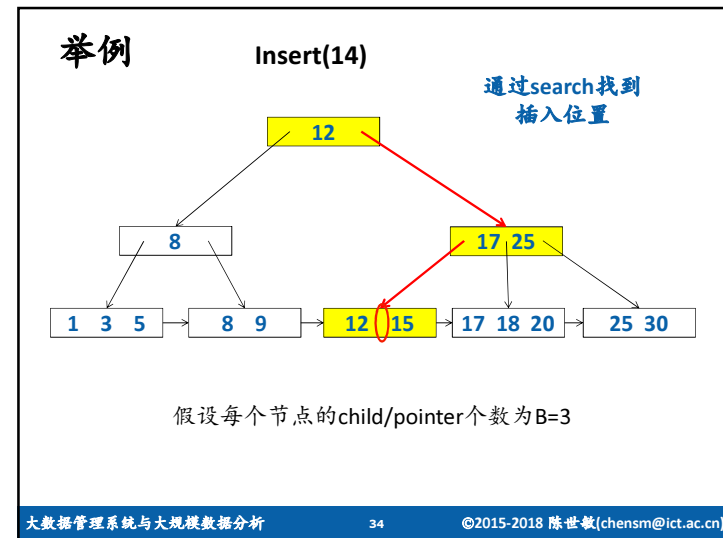 举例 Insert(14)
通过search找到
插入位置
12
8 17 25
1 3 5 8 9 12 15 17 18 20 25 30
假设每个节点的child/pointer个数为B=3
大数据管理系统与大规模数据分析 34 ©2015-2018 陈世敏(chensm@ict.ac.cn)